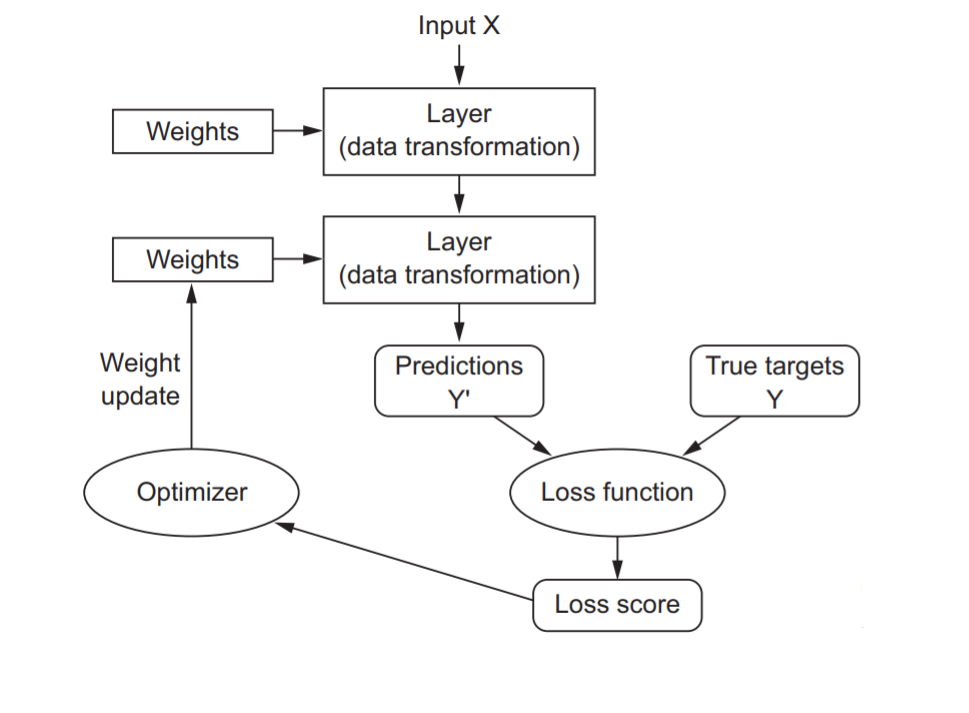 Input X
Weights
Layer
(data transformation)
Weights
Layer
(data transformation)
Weight
update
Predictions
Y'
True targets
Y
Optimizer
Loss function
Loss score